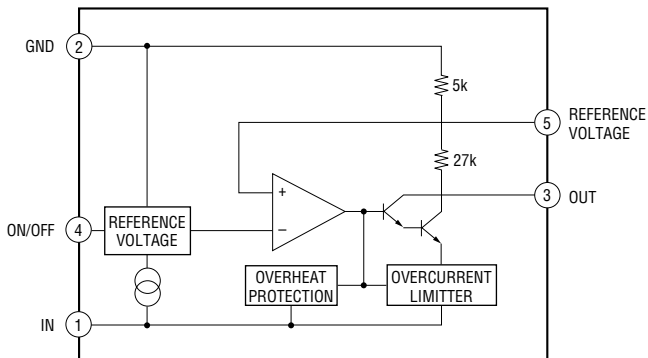 GND
2
5k
5
REFERENCE
VOLTAGE
27k
+
3
OUT
ON/OFF
4
REFERENCE
VOLTAGE
–
OVERHEAT
PROTECTION
OVERCURRENT
LIMITTER
IN
1